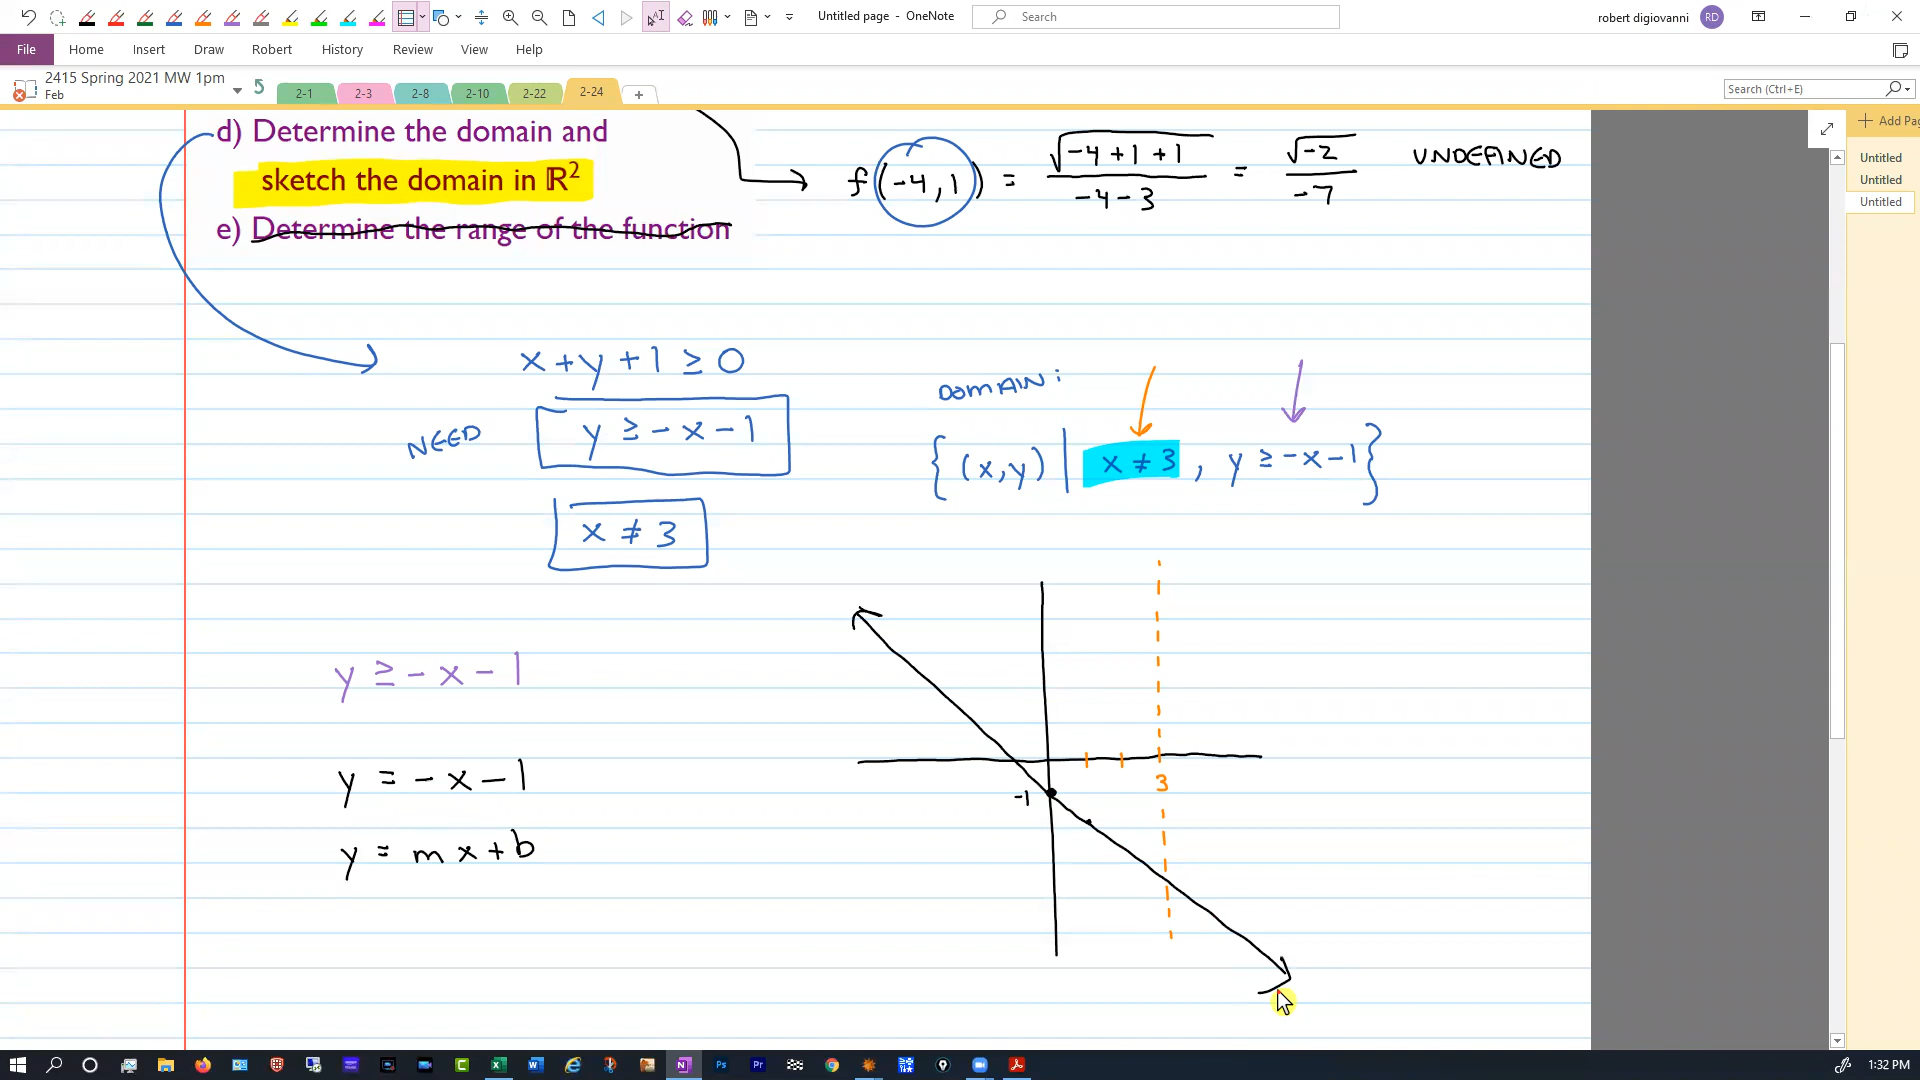 Untitled page - OneNote
Search
robert digiovanni
RD
File Home Insert Draw View Robert History Review View Help
2415 Spring 2021 MW 1pm
Feb
2-1 2-3 2-8 2-10 2-22 2-24 +
Search (Ctrl+E)
Add Pag
Untitled
Untitled
Untitled
d) Determine the domain and
sketch the domain in ℝ²
e) Determine the range of the function
f(-4,1) = √(-4+1+1) / (-4-3) = √-2 / -7 UNDEFINED
x+y+1 ≥ 0
NEED y ≥ -x-1
x ≠ 3
DOMAIN:
{(x,y) | x ≠ 3, y ≥ -x-1}
y ≥ -x-1
y = -x-1
y = mx+b
-1
3
1:32 PM